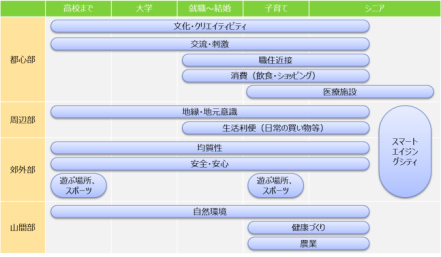 高校まで
大学
就職～結婚
子育て
シニア
都心部
文化・クリエイティビティ
交流・刺激
職住近接
消費（飲食・ショッピング）
医療施設
周辺部
地縁・地元意識
生活利便（日常の買い物等）
スマート
エイジン
グシティ
郊外部
均質性
安全・安心
遊ぶ場所、
スポーツ
遊ぶ場所、
スポーツ
山間部
自然環境
健康づくり
農業